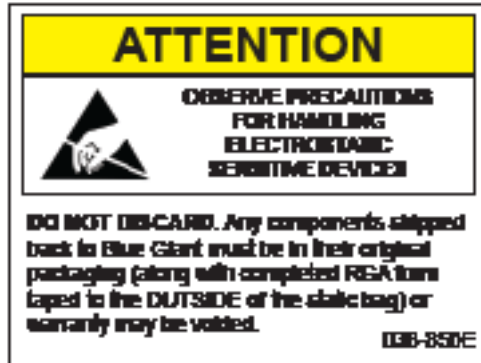 ATTENTION
OBSERVE PRECAUTIONS
FOR HANDLING
ELECTROSTATIC
SENSITIVE DEVICES
DO NOT DISCARD. Any components shipped
back to Blue Giant must be in their original
packaging (along with completed RGA form
taped to the OUTSIDE of the static bag) or
warranty may be voided.
038-850E